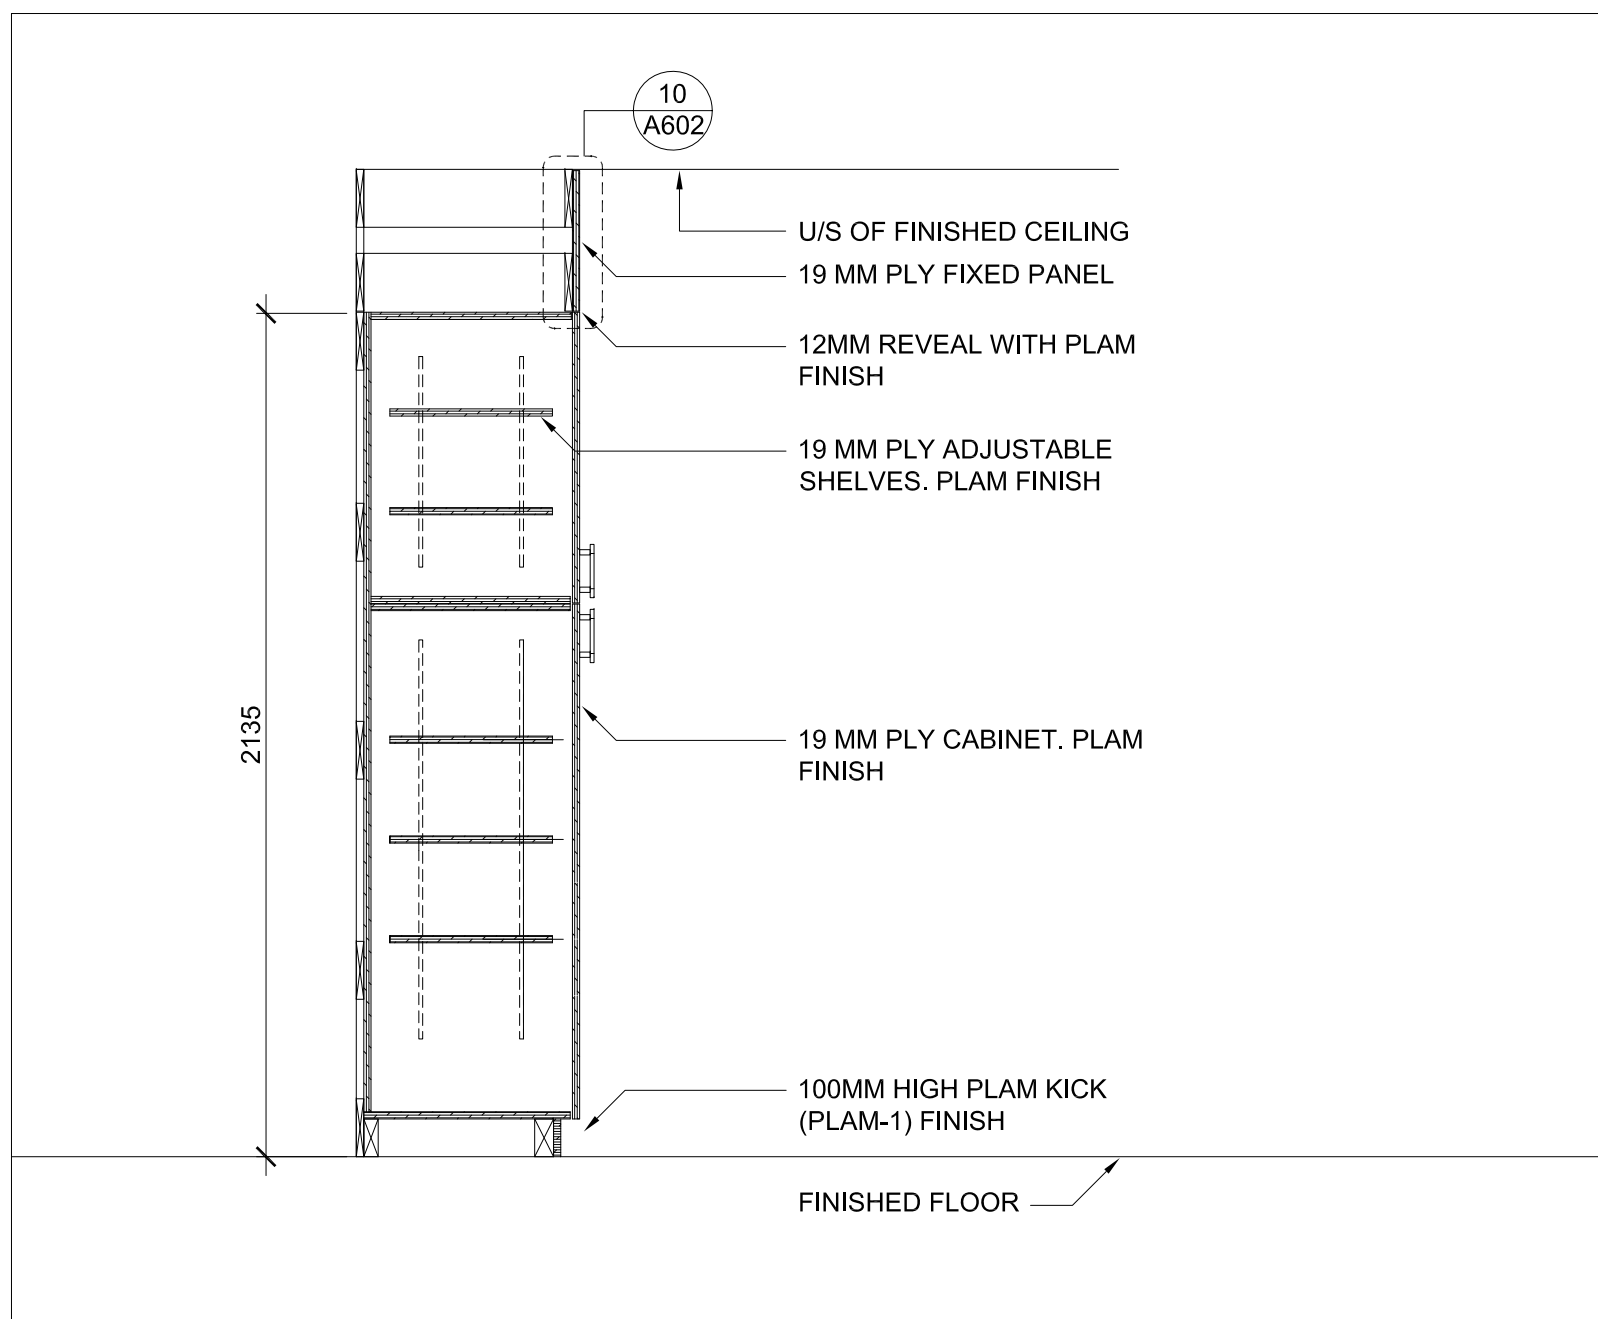 10
A602
U/S OF FINISHED CEILING
19 MM PLY FIXED PANEL
12MM REVEAL WITH PLAM
FINISH
19 MM PLY ADJUSTABLE
SHELVES. PLAM FINISH
2135
19 MM PLY CABINET. PLAM
FINISH
100MM HIGH PLAM KICK
(PLAM-1) FINISH
FINISHED FLOOR